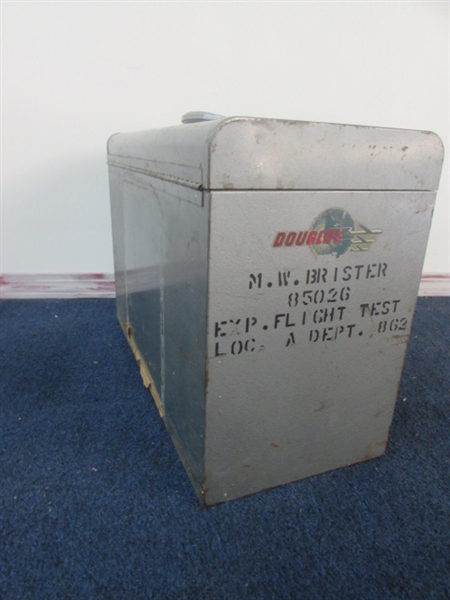 DOUGLAS
M.W. BRISTER
85026
EXP. FLIGHT TEST
LOC. A DEPT. 862